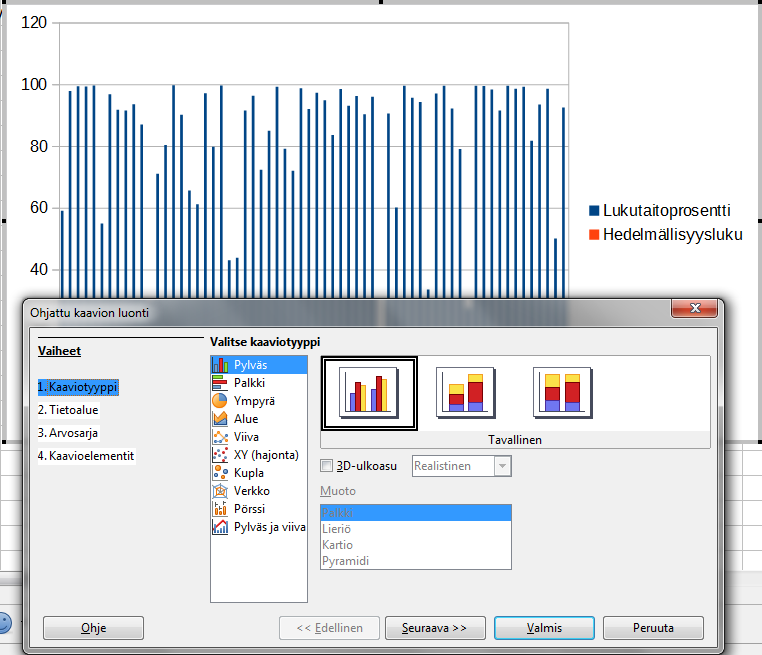 120
100
80
60
40
Lukutaitoprosentti
Hedelmällisyysluku
Ohjattu kaavion luonti
Vaiheet
1. Kaaviotyyppi
2. Tietoalue
3. Arvosarja
4. Kaavioelementit
Valitse kaaviotyyppi
Pylväs
Palkki
Ympyrä
Alue
Viiva
XY (hajonta)
Kupla
Verkko
Pörssi
Pylväs ja viiva
Tavallinen
3D-ulkoasu
Realistinen
Muoto
Palkki
Lieriö
Kartio
Pyramidi
Ohje
<< Edellinen
Seuraava >>
Valmis
Peruuta